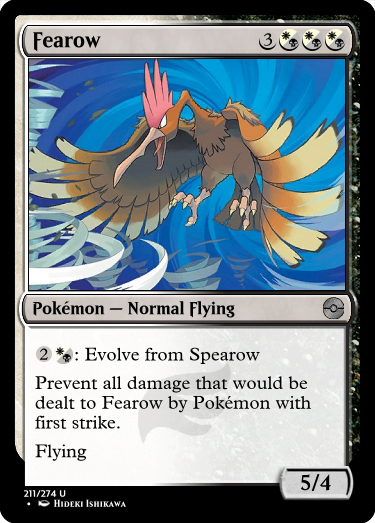 Fearow 3
Pokémon — Normal Flying
2 : Evolve from Spearow
Prevent all damage that would be
dealt to Fearow by Pokémon with
first strike.
Flying
5/4
211/274 U
• Hideki Ishikawa